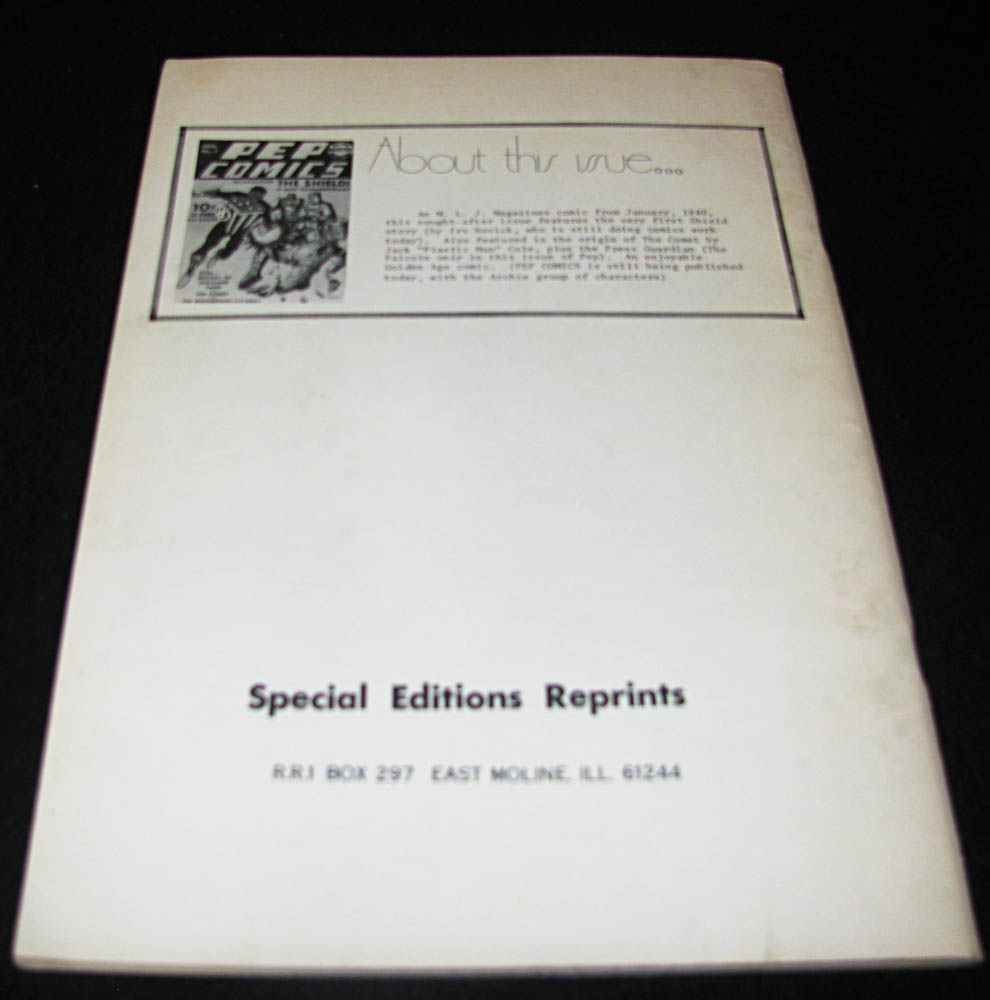 PEP
COMICS
THE SHIELD
10¢
About this issue...
An M. L. J. Magazines comic from January, 1940,
this sought-after issue features the very first Shield
story (by Irv Novick, who is still doing comics work
today). Also featured is the origin of The Comet by
Jack "Plastic Man" Cole, plus the Press Guardian (The
Falcon only in this issue of Pep). An enjoyable
Golden Age comic. (PEP COMICS is still being published
today, with the Archie group of characters)
Special Editions Reprints
R.R.1 BOX 297 EAST MOLINE, ILL. 61244